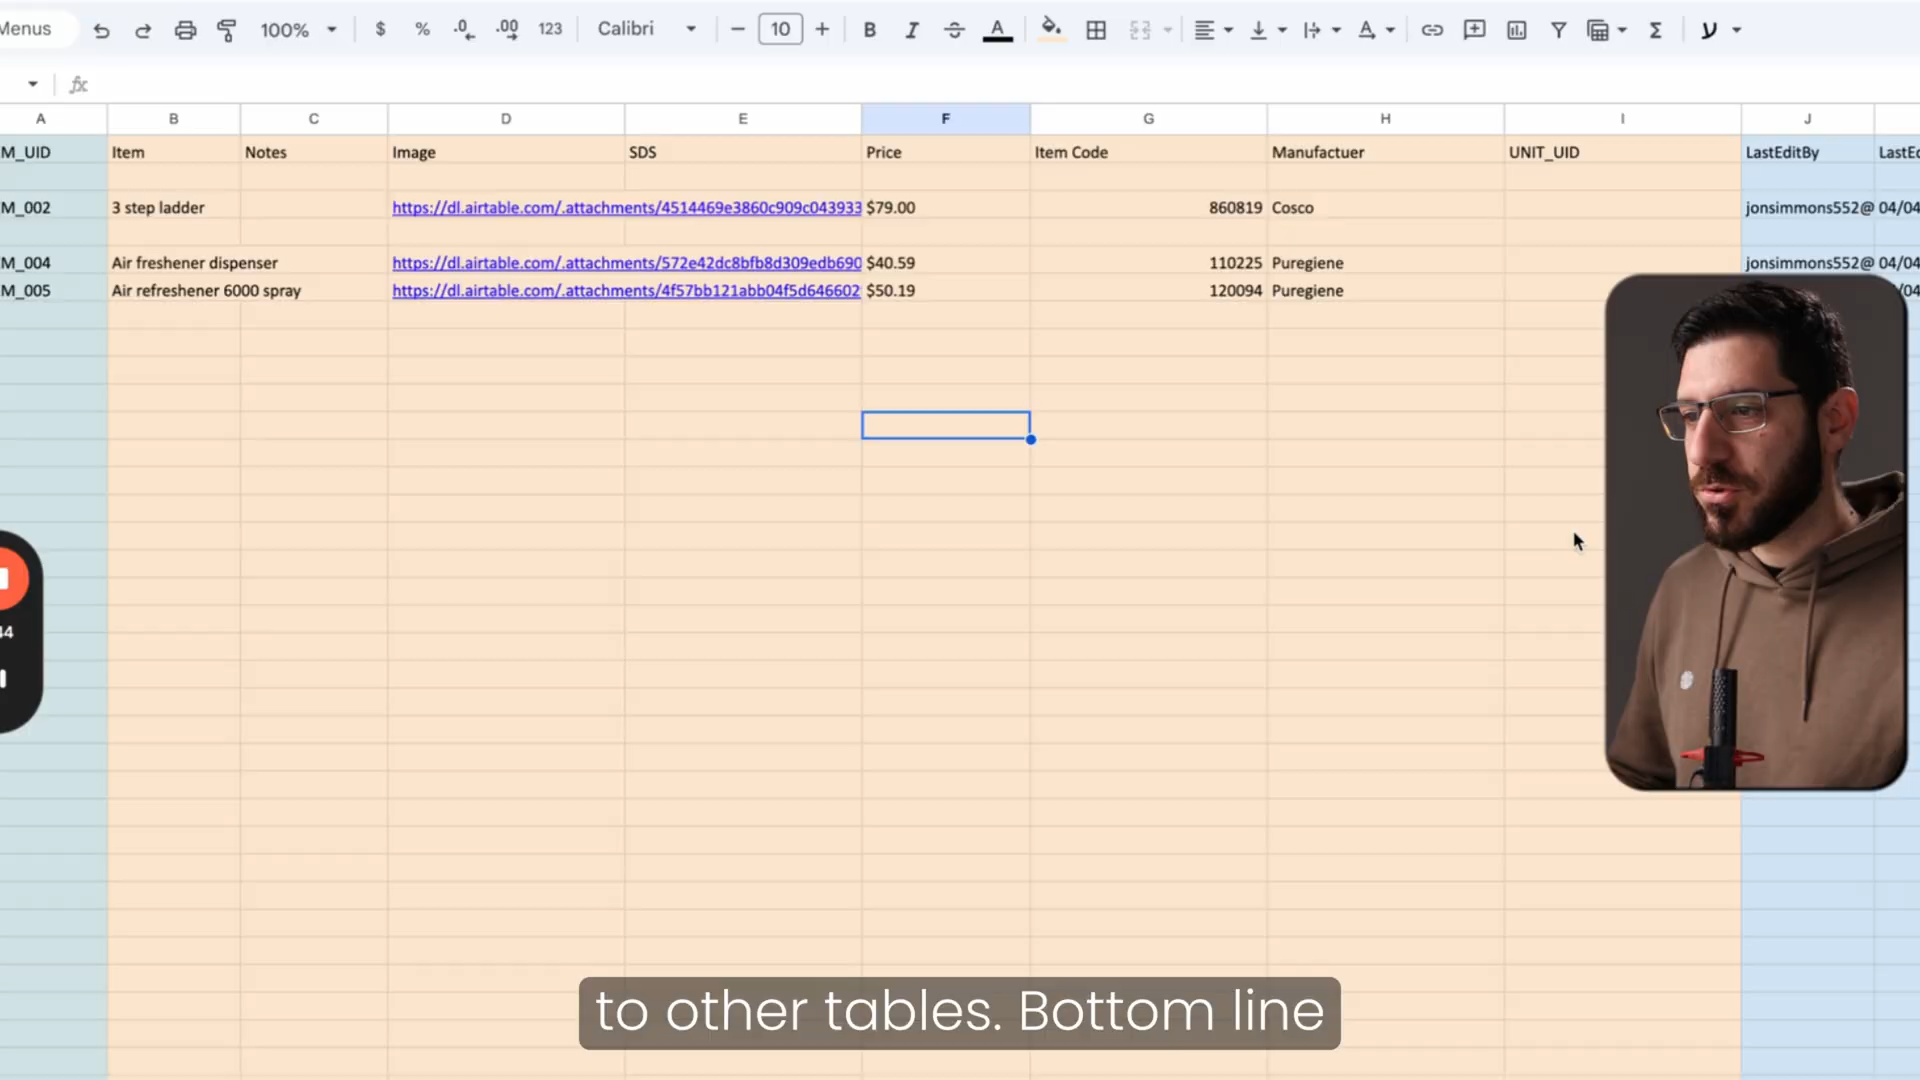 Menus 100% $ % .0 .00 123 Calibri 10 B I A Σ
fx
A B C D E F G H I J
M_UID Item Notes Image SDS Price Item Code Manufactuer UNIT_UID LastEditBy LastEd
M_002 3 step ladder https://dl.airtable.com/.attachments/4514469e3860c909c043933 $79.00 860819 Cosco jonsimmons552@ 04/04
M_004 Air freshener dispenser https://dl.airtable.com/.attachments/572e42dc8bfb8d309edb690 $40.59 110225 Puregiene jonsimmons552@ 04/04
M_005 Air refreshener 6000 spray https://dl.airtable.com/.attachments/4f57bb121abb04f5d646602 $50.19 120094 Puregiene /04
44
to other tables. Bottom line